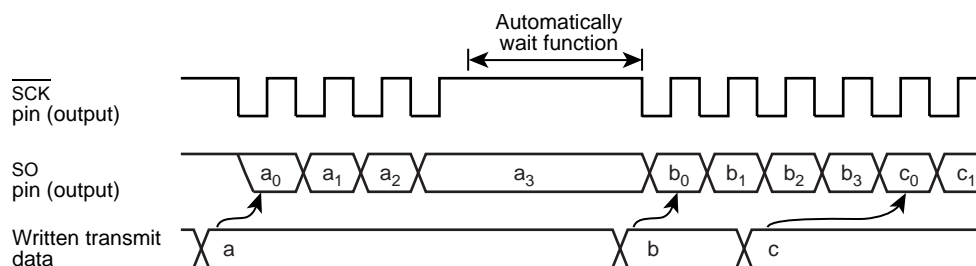 Automatically
wait function
SCK
pin (output)
SO
pin (output)
a0 a1 a2 a3 b0 b1 b2 b3 c0 c1
Written transmit
data
a b c